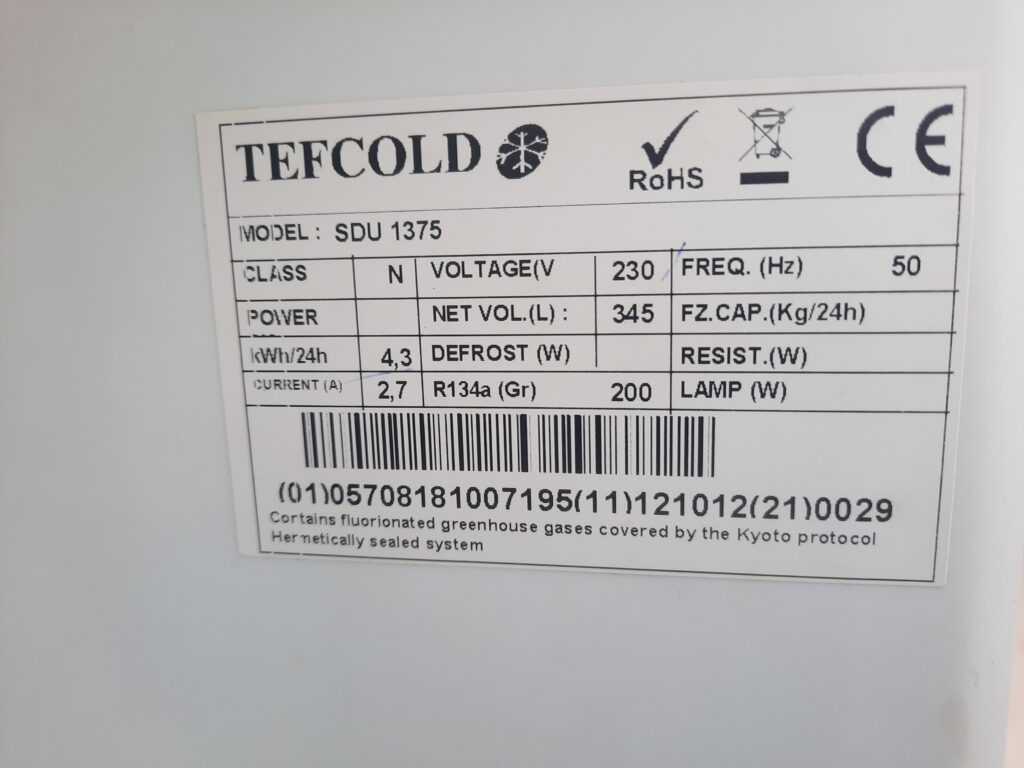 TEFCOLD
RoHS
CE
MODEL : SDU 1375
CLASS N VOLTAGE(V 230 FREQ. (Hz) 50
POWER NET VOL.(L) : 345 FZ.CAP.(Kg/24h)
kWh/24h 4,3 DEFROST (W) RESIST.(W)
CURRENT (A) 2,7 R134a (Gr) 200 LAMP (W)
(01)05708181007195(11)121012(21)0029
Contains fluorionated greenhouse gases covered by the Kyoto protocol
Hermetically sealed system